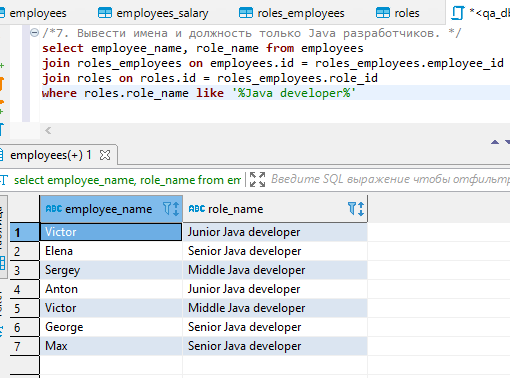 employees employees_salary roles_employees roles *<qa_db
/*7. Вывести имена и должность только Java разработчиков. */
select employee_name, role_name from employees
join roles_employees on employees.id = roles_employees.employee_id
join roles on roles.id = roles_employees.role_id
where roles.role_name like '%Java developer%'
employees(+) 1
select employee_name, role_name from em Введите SQL выражение чтобы отфильтр
employee_name role_name
1 Victor Junior Java developer
2 Elena Senior Java developer
3 Sergey Middle Java developer
4 Anton Junior Java developer
5 Victor Middle Java developer
6 George Senior Java developer
7 Max Senior Java developer